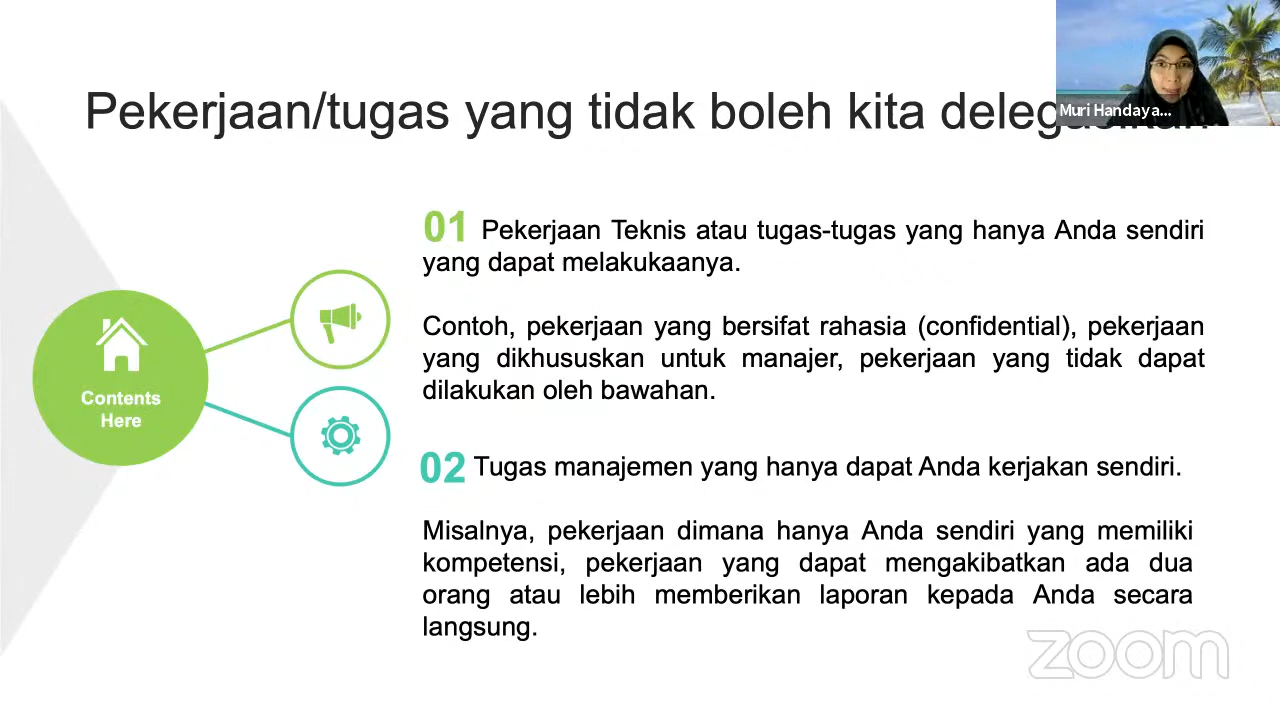 Pekerjaan/tugas yang tidak boleh kita
Muri Handaya...
01 Pekerjaan Teknis atau tugas-tugas yang hanya Anda sendiri
yang dapat melakukaanya.
Contoh, pekerjaan yang bersifat rahasia (confidential), pekerjaan
yang dikhususkan untuk manajer, pekerjaan yang tidak dapat
dilakukan oleh bawahan.
Contents
Here
02 Tugas manajemen yang hanya dapat Anda kerjakan sendiri.
Misalnya, pekerjaan dimana hanya Anda sendiri yang memiliki
kompetensi, pekerjaan yang dapat mengakibatkan ada dua
orang atau lebih memberikan laporan kepada Anda secara
langsung.
zoom